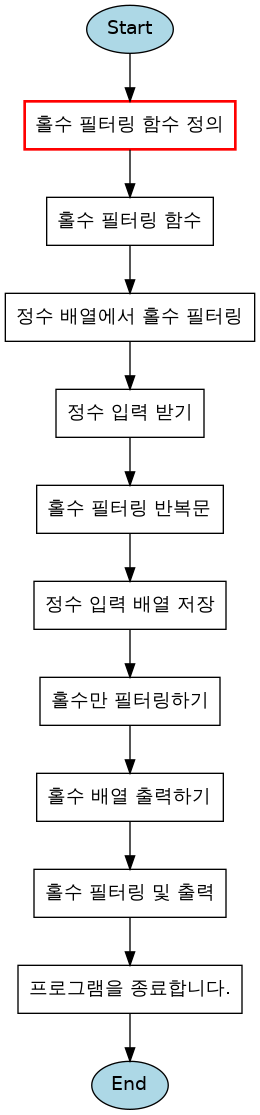 Start
홀수 필터링 함수 정의
홀수 필터링 함수
정수 배열에서 홀수 필터링
정수 입력 받기
홀수 필터링 반복문
정수 입력 배열 저장
홀수만 필터링하기
홀수 배열 출력하기
홀수 필터링 및 출력
프로그램을 종료합니다.
End